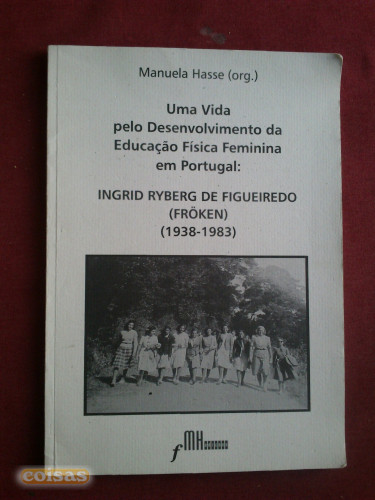 Manuela Hasse (org.)
Uma Vida
pelo Desenvolvimento da
Educação Física Feminina
em Portugal:
INGRID RYBERG DE FIGUEIREDO
(FRÖKEN)
(1938-1983)
fMH
coisas